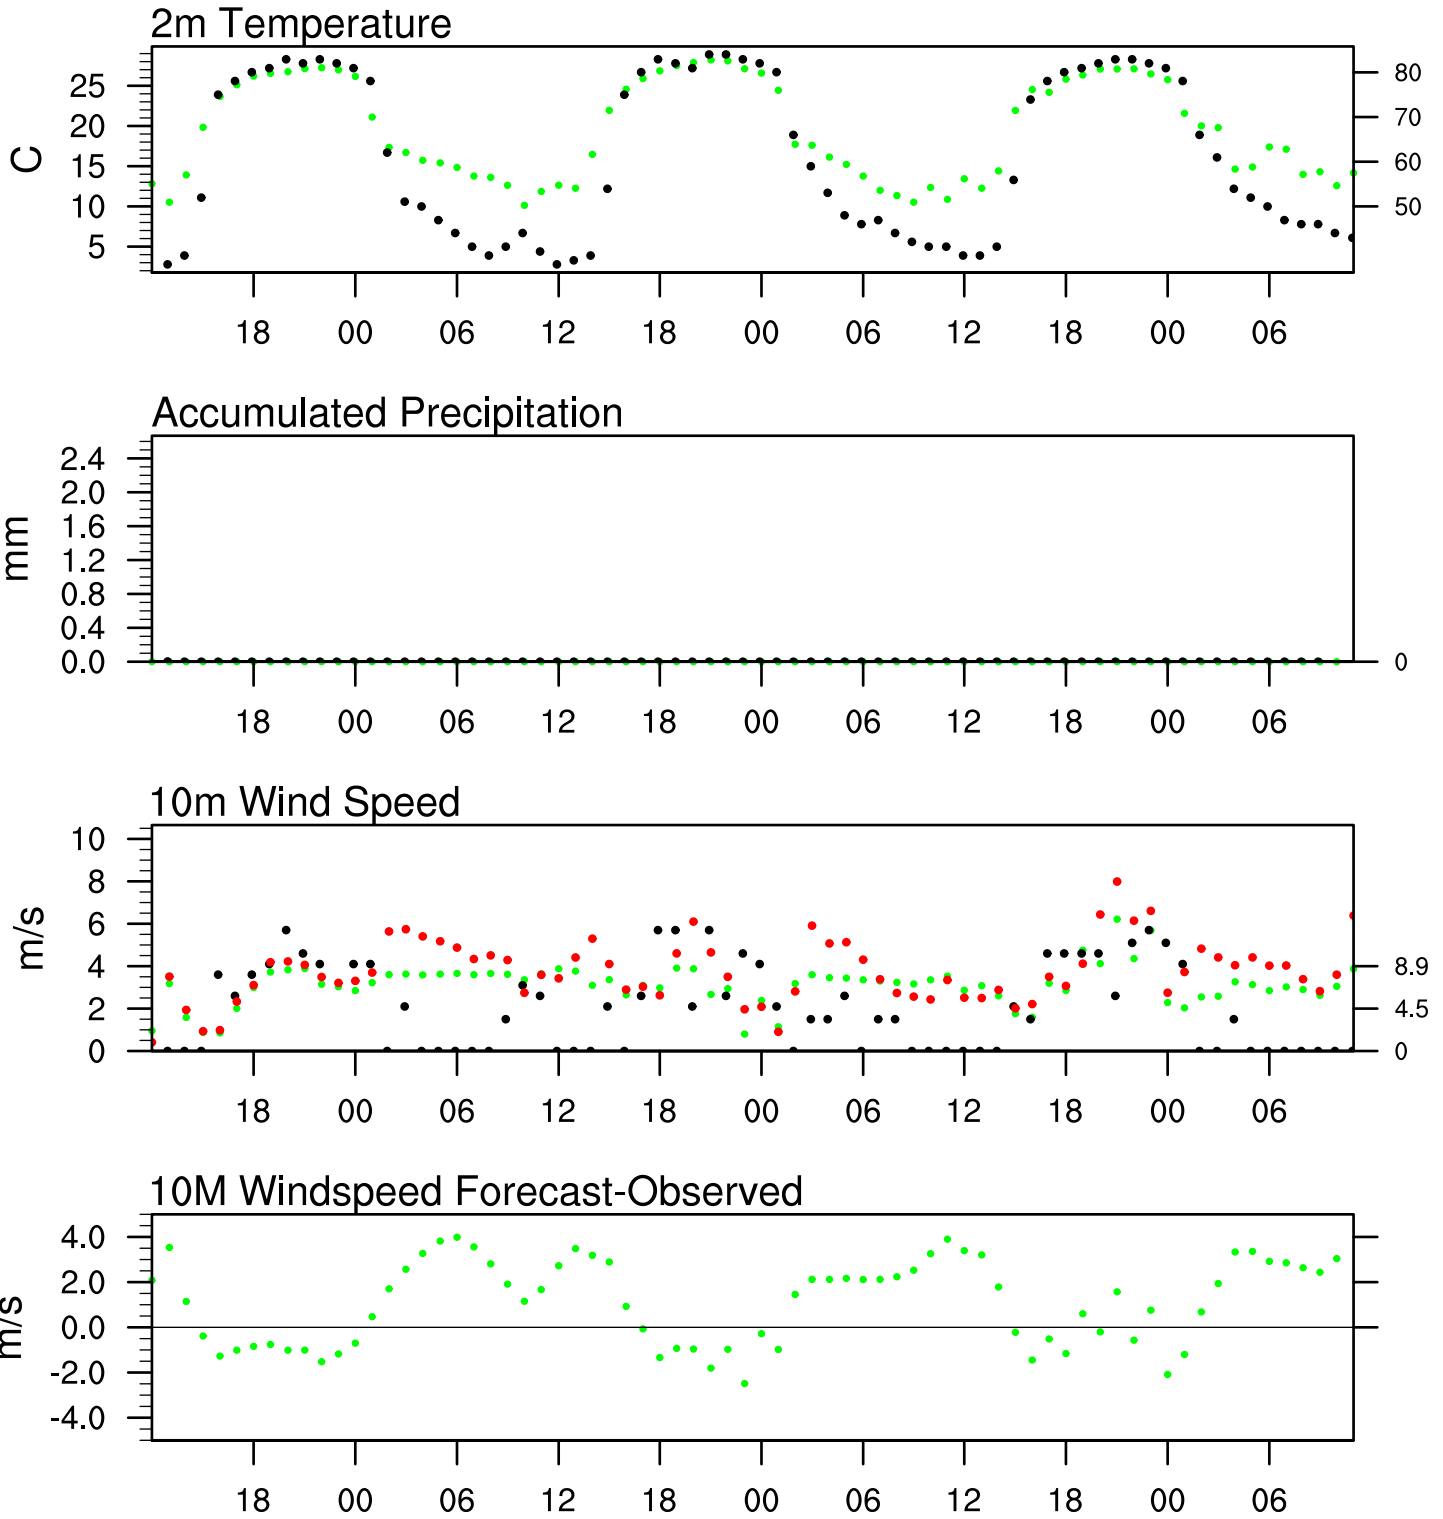 2m Temperature
25
20
15
10
5
C
80
70
60
50
18 00 06 12 18 00 06 12 18 00 06
Accumulated Precipitation
2.4
2.0
1.6
1.2
0.8
0.4
0.0
mm
0
18 00 06 12 18 00 06 12 18 00 06
10m Wind Speed
10
8
6
4
2
0
m/s
8.9
4.5
0
18 00 06 12 18 00 06 12 18 00 06
10M Windspeed Forecast-Observed
4.0
2.0
0.0
-2.0
-4.0
m/s
18 00 06 12 18 00 06 12 18 00 06